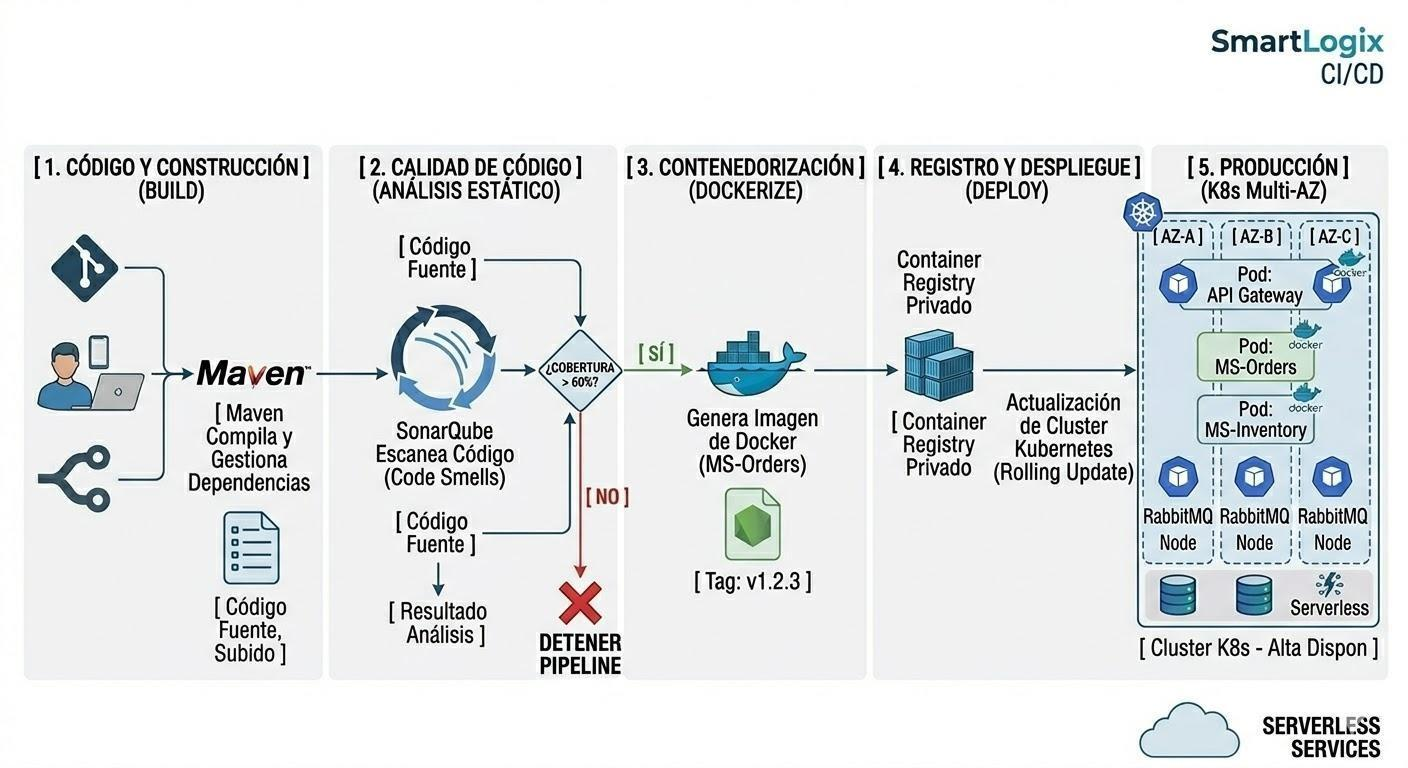 SmartLogix
CI/CD
[ 1. CÓDIGO Y CONSTRUCCIÓN ]
(BUILD)
Maven™
[ Maven
Compila y
Gestiona
Dependencias
[ Código
Fuente,
Subido ]
[ 2. CALIDAD DE CÓDIGO ]
(ANÁLISIS ESTÁTICO)
[ Código
Fuente ]
SonarQube
Escanea Código
(Code Smells)
[ Código
Fuente ]
[ Resultado
Análisis ]
¿COBERTURA
> 60%?
[ SÍ ]
[ NO ]
DETENER
PIPELINE
[ 3. CONTENEDORIZACIÓN ]
(DOCKERIZE)
Genera Imagen
de Docker
(MS-Orders)
[ Tag: v1.2.3 ]
[ 4. REGISTRO Y DESPLIEGUE ]
(DEPLOY)
Container
Registry
Privado
[ Container
Registry
Privado
Actualización
de Cluster
Kubernetes
(Rolling Update)
[ 5. PRODUCCIÓN ]
(K8s Multi-AZ)
[ AZ-A ]
[ AZ-B ]
[ AZ-C ]
docker
Pod:
API Gateway
docker
Pod:
MS-Orders
docker
Pod:
MS-Inventory
RabbitMQ
Node
RabbitMQ
Node
RabbitMQ
Node
Serverless
[ Cluster K8s - Alta Dispon ]
SERVERLESS
SERVICES